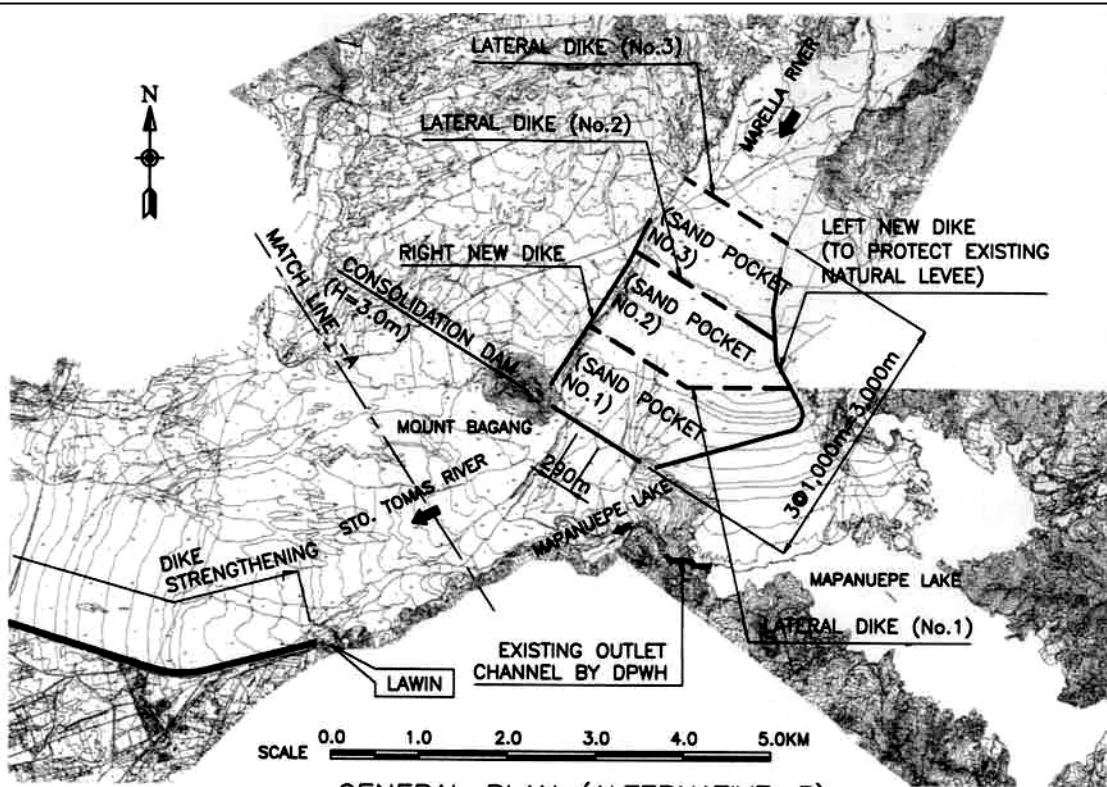 LATERAL DIKE (No.3)
MARELLA RIVER
N
LATERAL DIKE (No.2)
LEFT NEW DIKE
(TO PROTECT EXISTING
NATURAL LEVEE)
RIGHT NEW DIKE
(SAND POCKET
NO.3)
(SAND POCKET
NO.2)
(SAND POCKET
NO.1)
MATCH LINE
CONSOLIDATION DAM
(H=3.0m)
3@1,000m=3,000m
MOUNT BAGANG
290m
STO. TOMAS RIVER
MAPANUEPE LAKE
DIKE
STRENGTHENING
MAPANUEPE LAKE
LATERAL DIKE (No.1)
EXISTING OUTLET
CHANNEL BY DPWH
LAWIN
SCALE 0.0 1.0 2.0 3.0 4.0 5.0KM
GENERAL PLAN (ALTERNATIVE